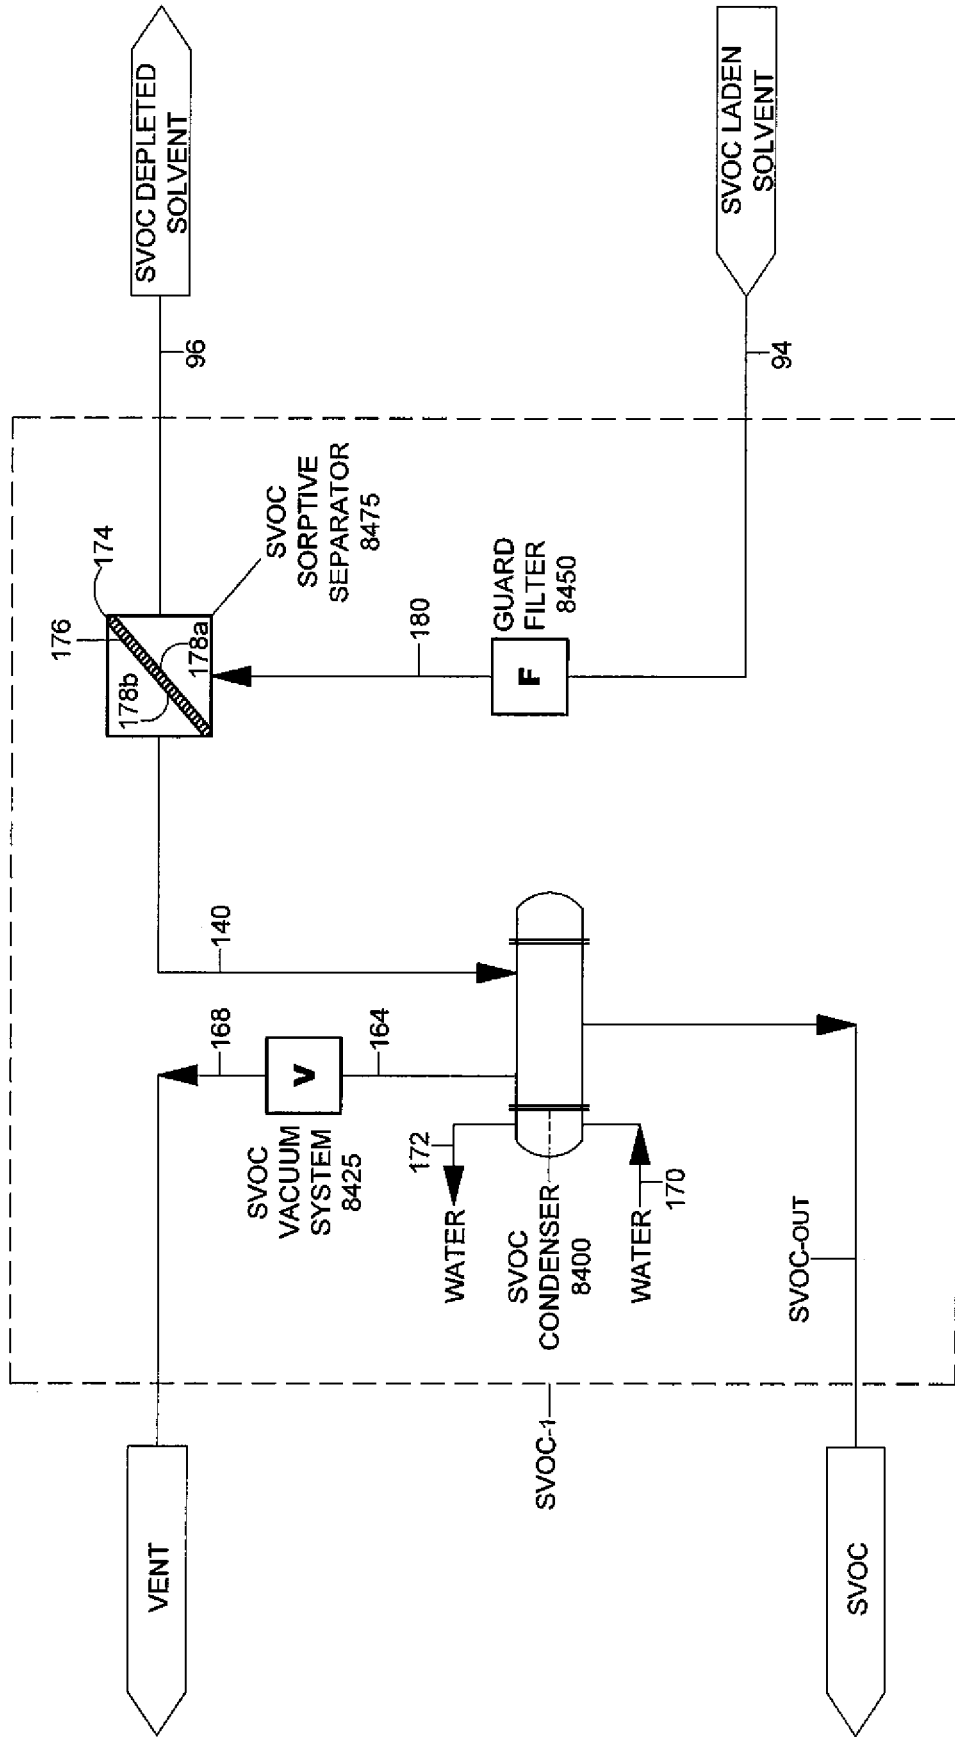 SVOC DEPLETED
SOLVENT
96
SVOC LADEN
SOLVENT
94
174
176
178b
178a
SVOC
SORPTIVE
SEPARATOR
8475
180
GUARD
FILTER
8450
F
140
168
V
164
SVOC
VACUUM
SYSTEM
8425
172
WATER
SVOC
CONDENSER
8400
WATER
170
SVOC-OUT
SVOC-1
VENT
SVOC